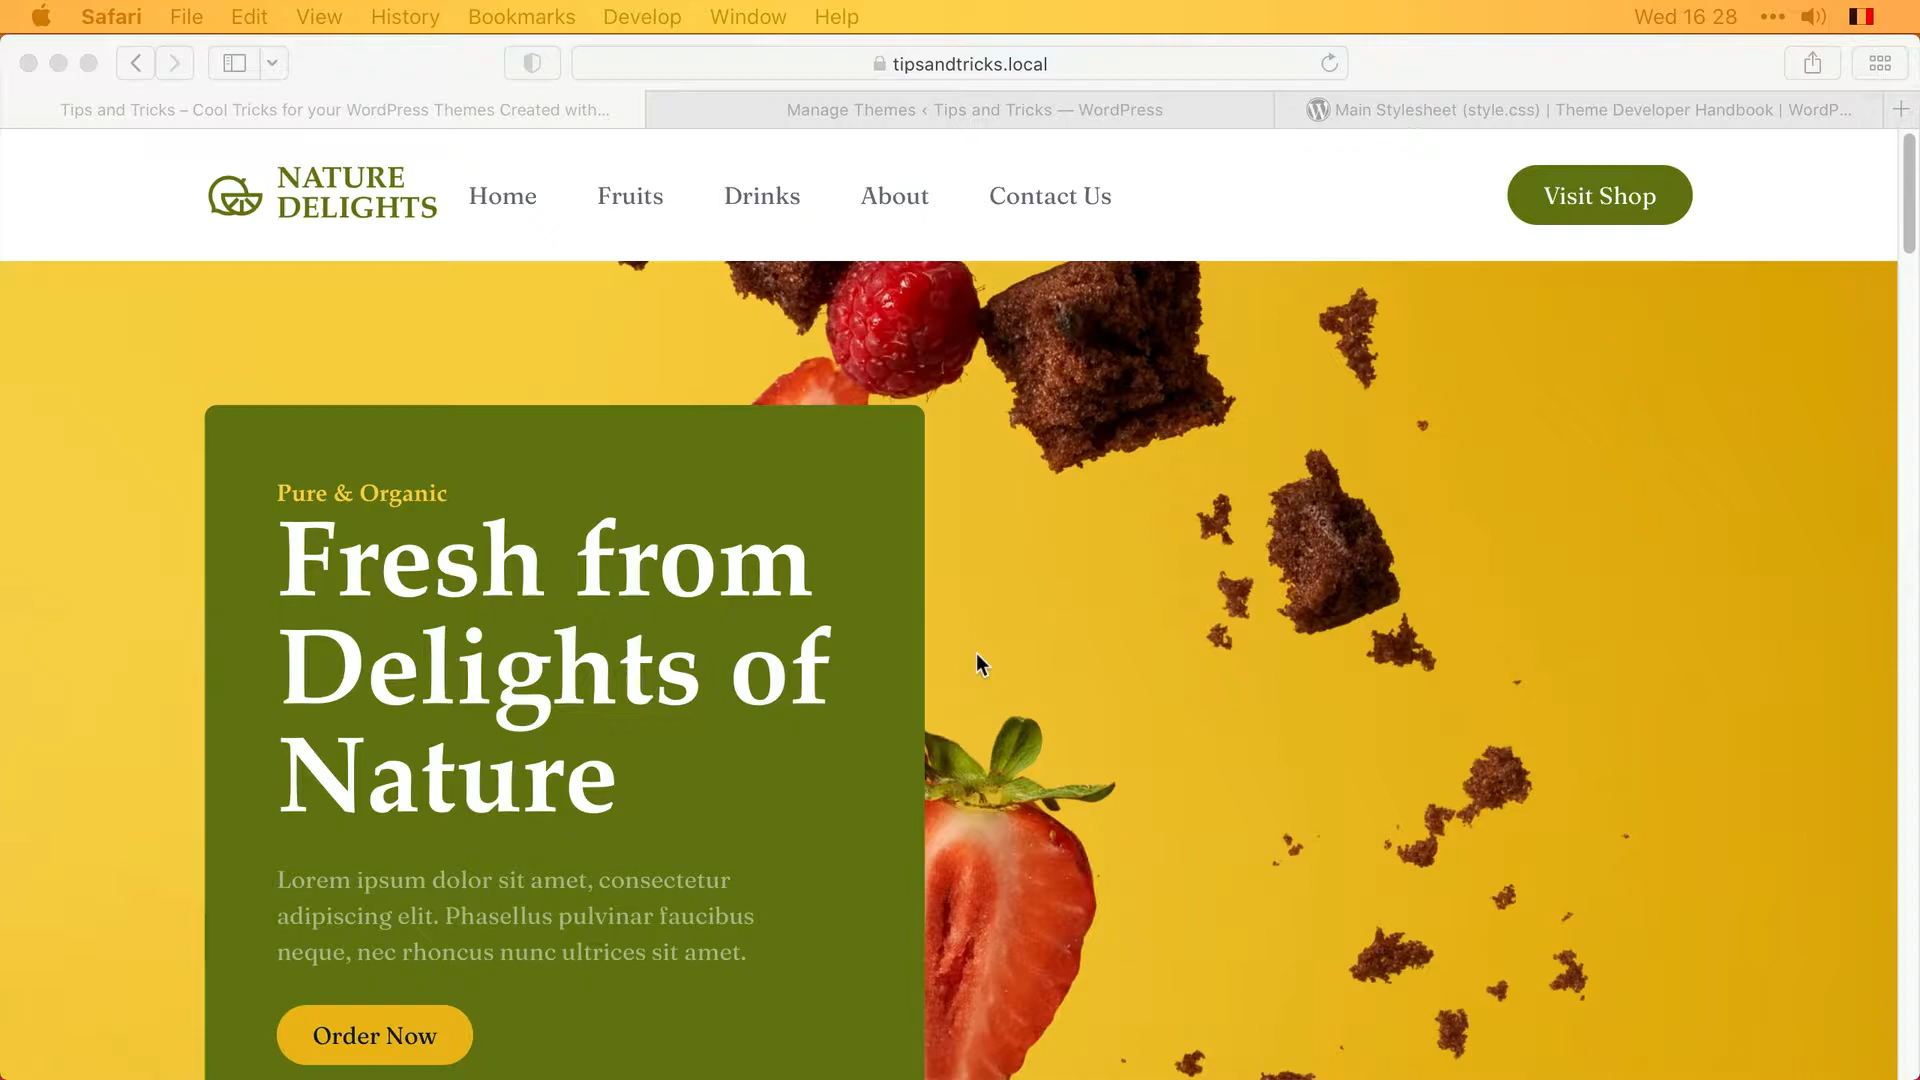 Safari File Edit View History Bookmarks Develop Window Help Wed 16 28
tipsandtricks.local
Tips and Tricks – Cool Tricks for your WordPress Themes Created with... Manage Themes ‹ Tips and Tricks — WordPress Main Stylesheet (style.css) | Theme Developer Handbook | WordP...
NATURE
DELIGHTS
Home Fruits Drinks About Contact Us Visit Shop
Pure & Organic
Fresh from
Delights of
Nature
Lorem ipsum dolor sit amet, consectetur
adipiscing elit. Phasellus pulvinar faucibus
neque, nec rhoncus nunc ultrices sit amet.
Order Now